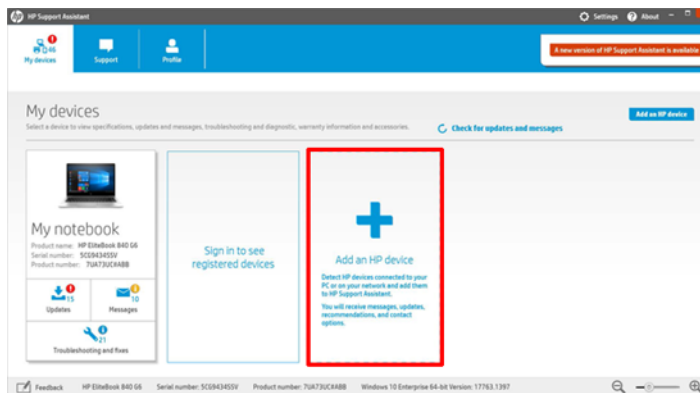 HP Support Assistant
Settings
About
46
My devices
Support
Profile
A new version of HP Support Assistant is available
My devices
Select a device to view specifications, updates and messages, troubleshooting and diagnostic, warranty information and accessories.
Check for updates and messages
Add an HP device
My notebook
Product name: HP EliteBook 840 G6
Serial number: 5CG9434SSV
Product number: 7UA73UC#ABB
15
Updates
10
Messages
21
Troubleshooting and fixes
Sign in to see
registered devices
Add an HP device
Detect HP devices connected to your
PC or on your network and add them
to HP Support Assistant.
You will receive messages, updates,
recommendations, and contact
options.
Feedback
HP EliteBook 840 G6 Serial number: 5CG9434SSV Product number: 7UA73UC#ABB Windows 10 Enterprise 64-bit Version: 17763.1397